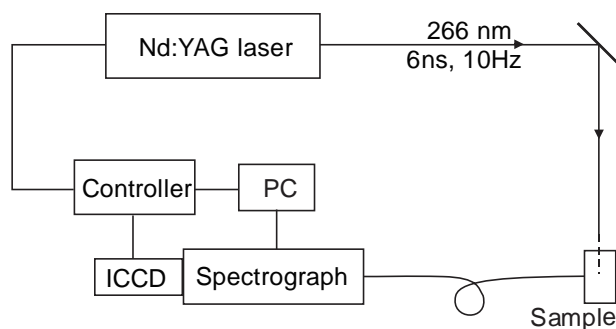 Nd:YAG laser
266 nm
6ns, 10Hz
Controller
PC
ICCD
Spectrograph
Sample